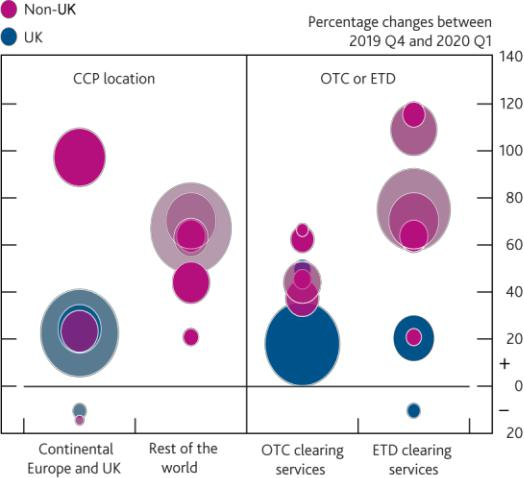 Non-UK
UK
Percentage changes between
2019 Q4 and 2020 Q1
CCP location
OTC or ETD
140
120
100
80
60
40
20
+
0
–
20
Continental
Europe and UK
Rest of the
world
OTC clearing
services
ETD clearing
services